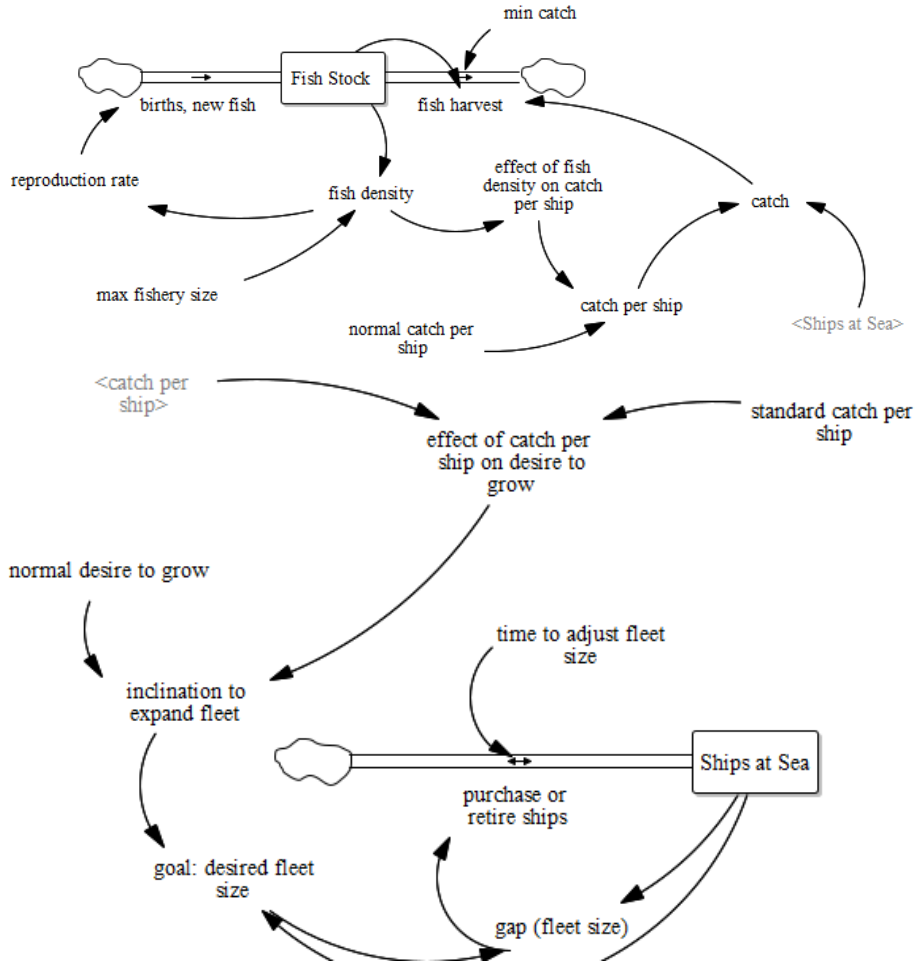 min catch
Fish Stock
births, new fish
fish harvest
reproduction rate
effect of fish
density on catch
per ship
fish density
catch
max fishery size
catch per ship
<Ships at Sea>
normal catch per
ship
<catch per
ship>
standard catch per
ship
effect of catch per
ship on desire to
grow
normal desire to grow
time to adjust fleet
size
inclination to
expand fleet
Ships at Sea
purchase or
retire ships
goal: desired fleet
size
gap (fleet size)